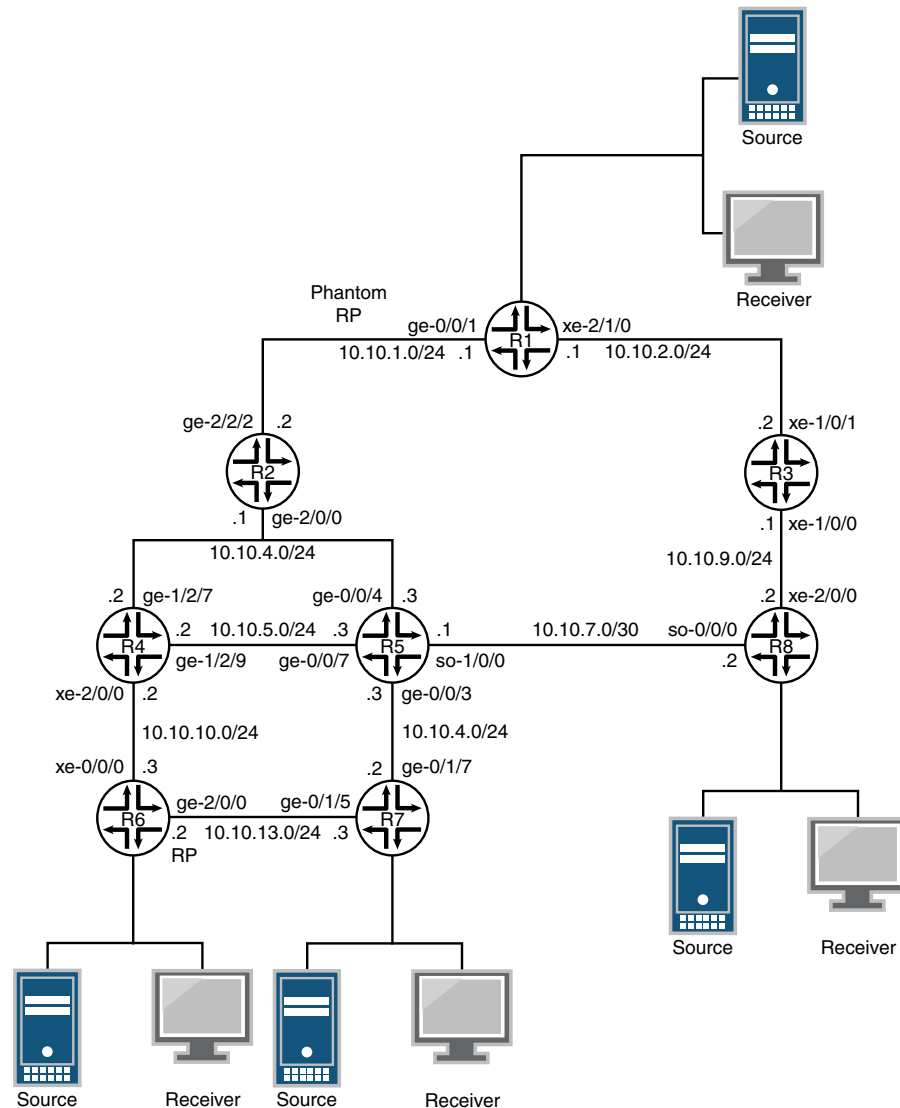 Source
Receiver
Phantom
RP
ge-0/0/1
xe-2/1/0
R1
10.10.1.0/24
.1
.1
10.10.2.0/24
ge-2/2/2
.2
.2
xe-1/0/1
R2
R3
.1
ge-2/0/0
.1
xe-1/0/0
10.10.4.0/24
10.10.9.0/24
.2
ge-1/2/7
ge-0/0/4
.3
.2
xe-2/0/0
.2
10.10.5.0/24
.3
.1
10.10.7.0/30
so-0/0/0
R4
R5
R8
ge-1/2/9
ge-0/0/7
so-1/0/0
.2
xe-2/0/0
.2
.3
ge-0/0/3
10.10.10.0/24
10.10.4.0/24
xe-0/0/0
.3
.2
ge-0/1/7
ge-2/0/0
ge-0/1/5
R6
R7
.2
10.10.13.0/24
.3
RP
Source
Receiver
Source
Receiver
Source
Receiver